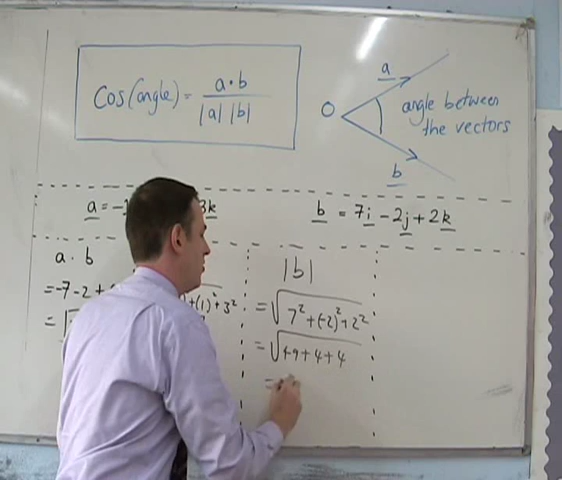 Cos(angle) = a·b
|a| |b|
a
O
angle between
the vectors
b
a = - 3k
b = 7i - 2j + 2k
a · b
= -7 - 2 +
+ (1)² + 3²
=
|b|
= √7² + (-2)² + 2²
= √49 + 4 + 4
=